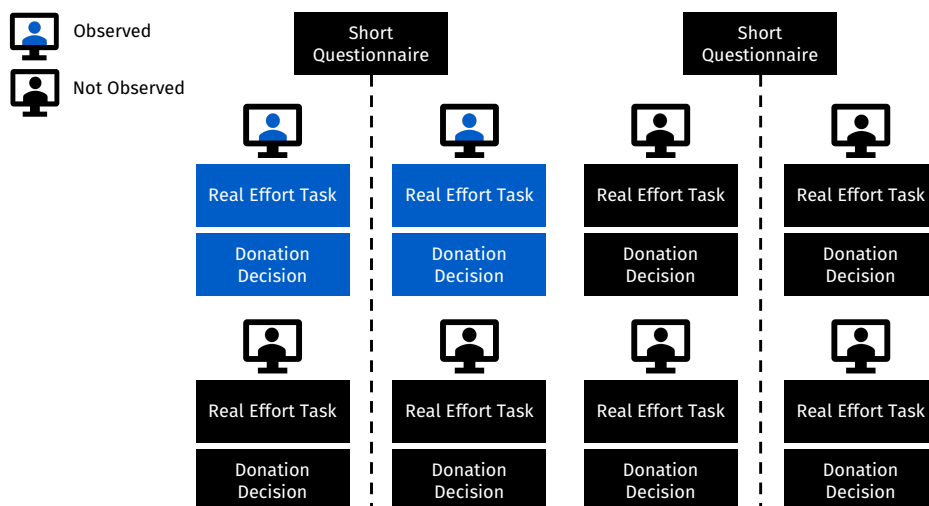 Observed
Not Observed
Short
Questionnaire
Short
Questionnaire
Real Effort Task
Real Effort Task
Real Effort Task
Real Effort Task
Donation
Decision
Donation
Decision
Donation
Decision
Donation
Decision
Real Effort Task
Real Effort Task
Real Effort Task
Real Effort Task
Donation
Decision
Donation
Decision
Donation
Decision
Donation
Decision